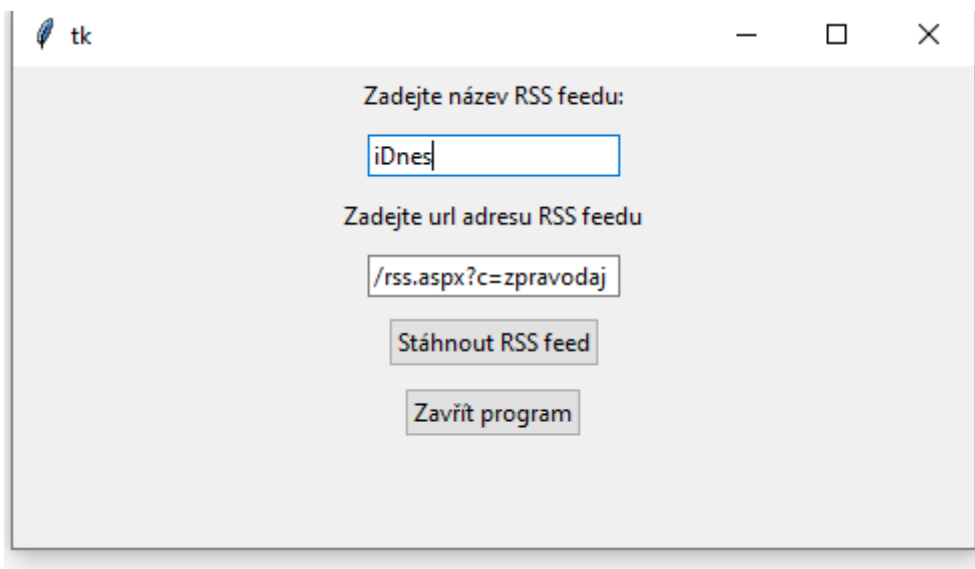 tk
Zadejte název RSS feedu:
iDnes
Zadejte url adresu RSS feedu
/rss.aspx?c=zpravodaj
Stáhnout RSS feed
Zavřít program